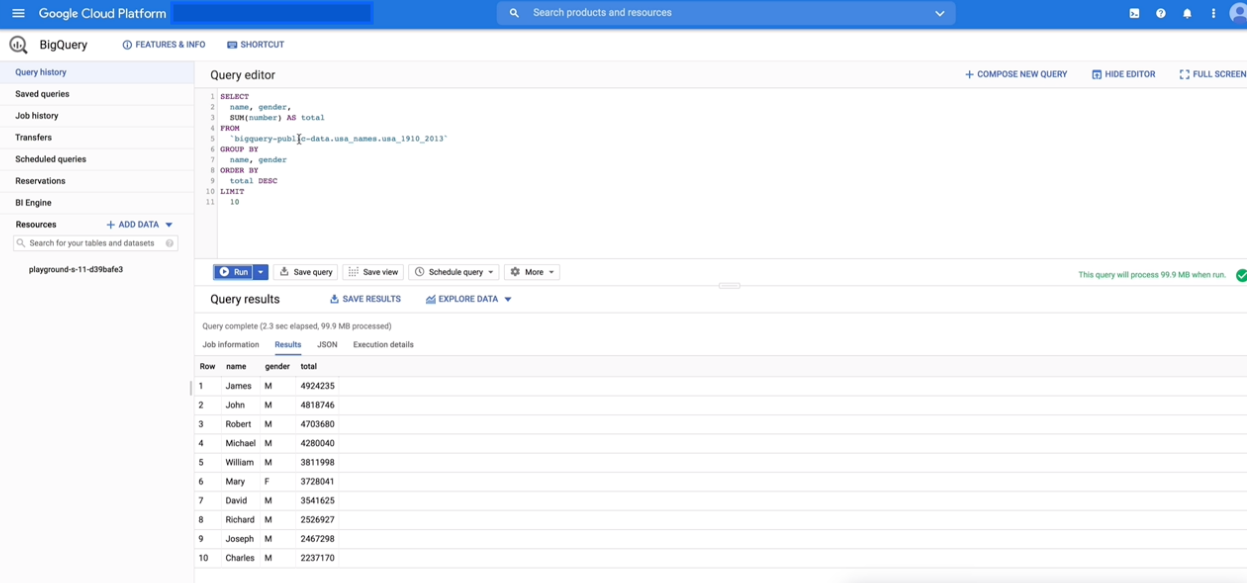 Google Cloud Platform
Search products and resources
BigQuery
FEATURES & INFO
SHORTCUT
Query history
Saved queries
Job history
Transfers
Scheduled queries
Reservations
BI Engine
Resources
ADD DATA
Search for your tables and datasets
playground-s-11-d39bafe3
Query editor
COMPOSE NEW QUERY
HIDE EDITOR
FULL SCREEN
1 SELECT
2 name, gender,
3 SUM(number) AS total
4 FROM
5 `bigquery-public-data.usa_names.usa_1910_2013`
6 GROUP BY
7 name, gender
8 ORDER BY
9 total DESC
10 LIMIT
11 10
Run
Save query
Save view
Schedule query
More
This query will process 99.9 MB when run.
Query results
SAVE RESULTS
EXPLORE DATA
Query complete (2.3 sec elapsed, 99.9 MB processed)
Job information Results JSON Execution details
Row name gender total
1 James M 4924235
2 John M 4818746
3 Robert M 4703680
4 Michael M 4280040
5 William M 3811998
6 Mary F 3728041
7 David M 3541625
8 Richard M 2526927
9 Joseph M 2467298
10 Charles M 2237170